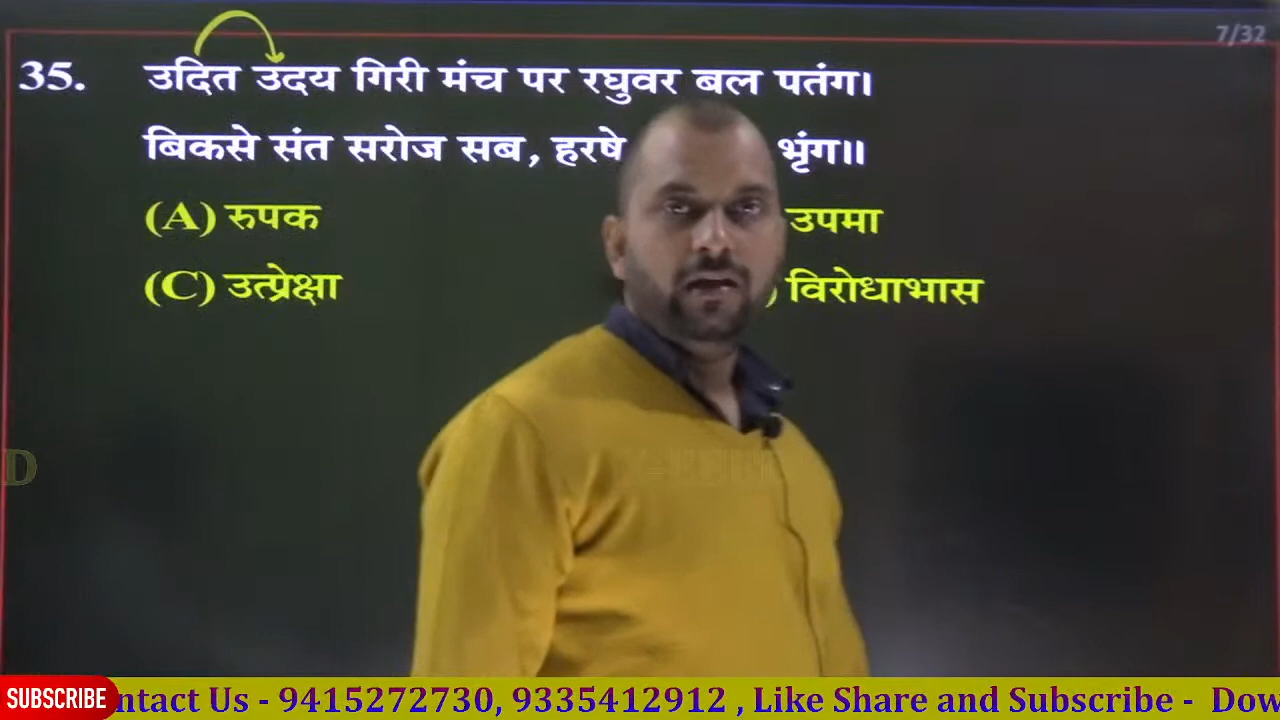 7/32
35. उदित उदय गिरी मंच पर रघुवर बल पतंग।
बिकसे संत सरोज सब, हरषे भृंग॥
(A) रुपक
उपमा
(C) उत्प्रेक्षा
) विरोधाभास
D
SUBSCRIBE ntact Us - 9415272730, 9335412912 , Like Share and Subscribe - Dow